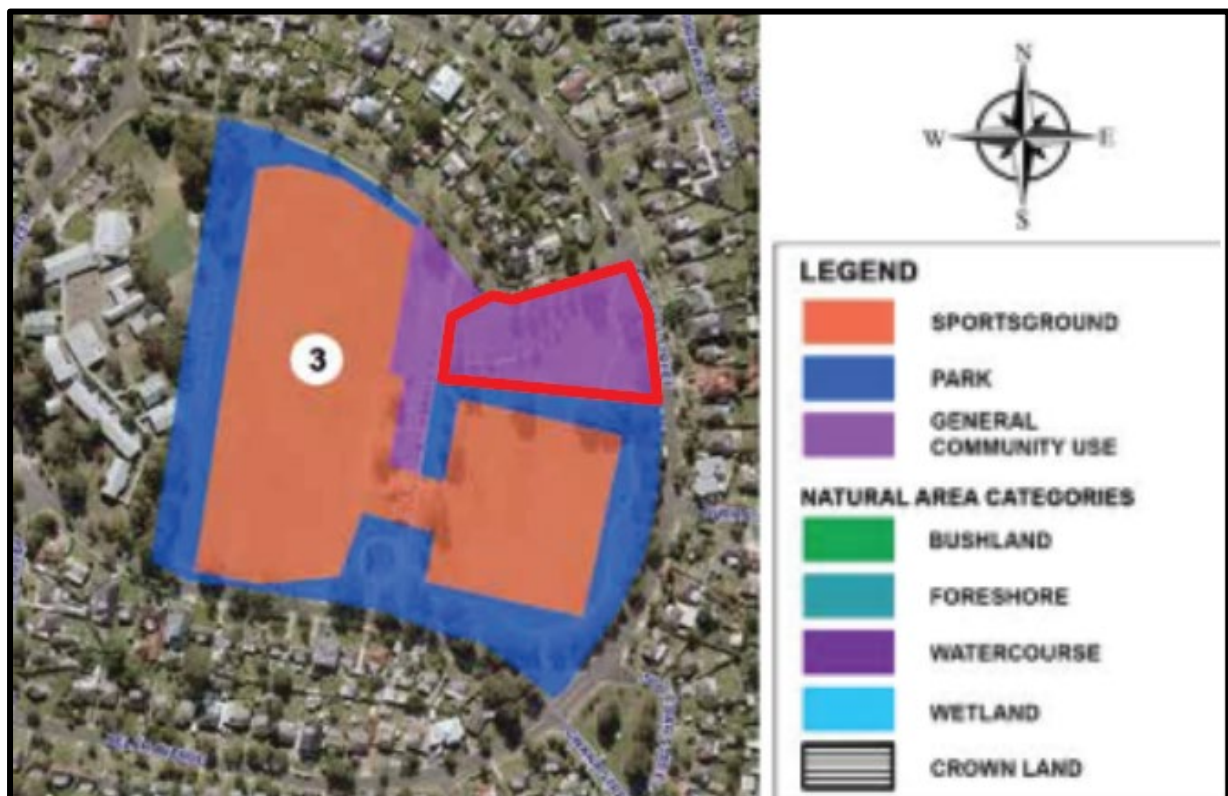 N
W
E
S
3
LEGEND
SPORTSGROUND
PARK
GENERAL
COMMUNITY USE
NATURAL AREA CATEGORIES
BUSHLAND
FORESHORE
WATERCOURSE
WETLAND
CROWN LAND